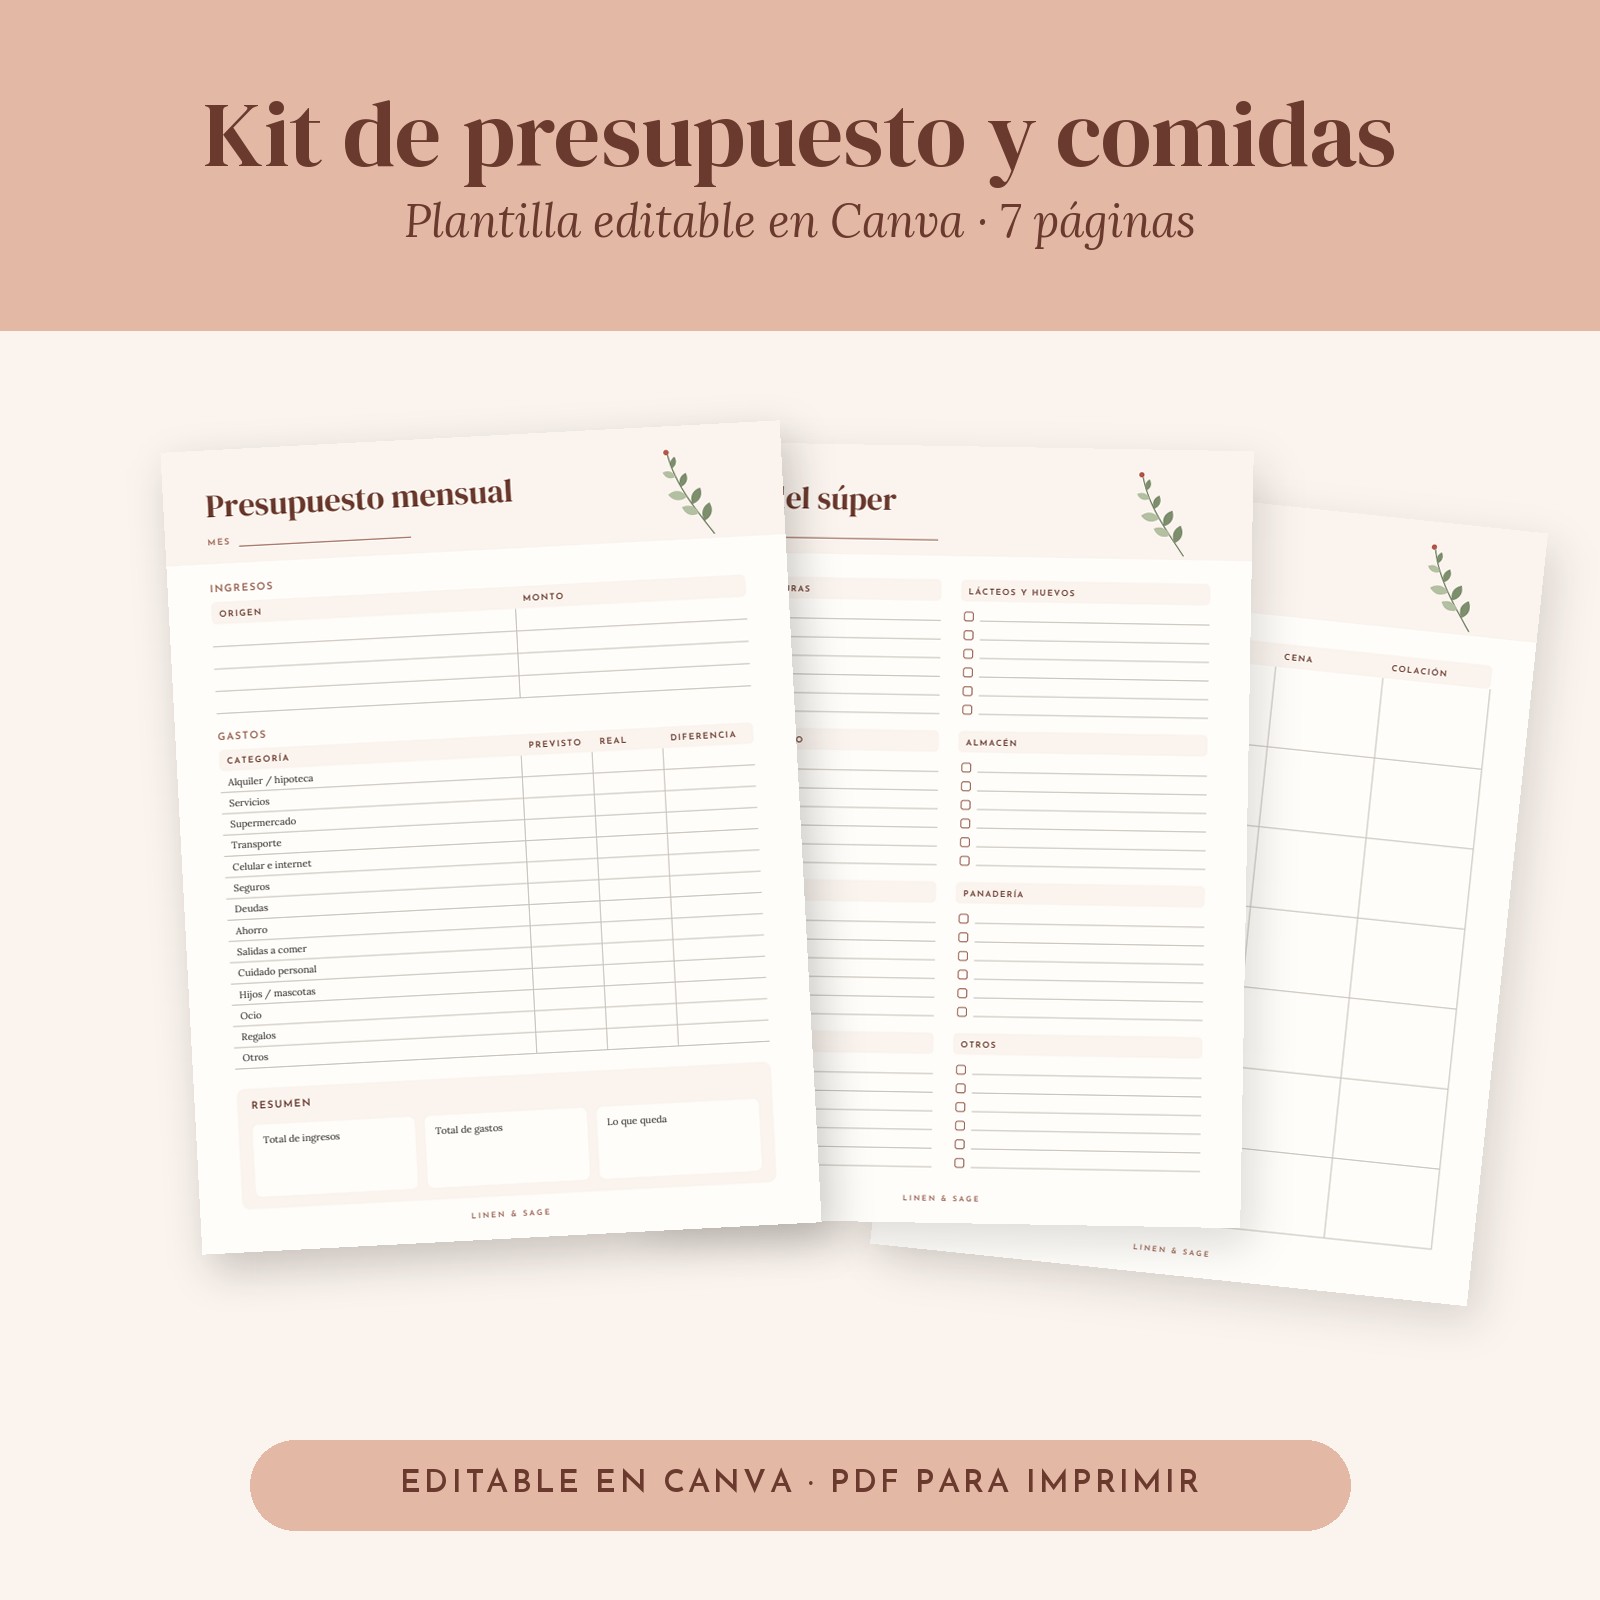 Kit de presupuesto y comidas
Plantilla editable en Canva · 7 páginas
Presupuesto mensual
MES
INGRESOS
ORIGEN MONTO
GASTOS
CATEGORÍA PREVISTO REAL DIFERENCIA
Alquiler / hipoteca
Servicios
Supermercado
Transporte
Celular e internet
Seguros
Deudas
Ahorro
Salidas a comer
Cuidado personal
Hijos / mascotas
Ocio
Regalos
Otros
RESUMEN
Total de ingresos Total de gastos Lo que queda
LINEN & SAGE
el súper
LÁCTEOS Y HUEVOS
ALMACÉN
PANADERÍA
OTROS
LINEN & SAGE
CENA COLACIÓN
LINEN & SAGE
EDITABLE EN CANVA · PDF PARA IMPRIMIR